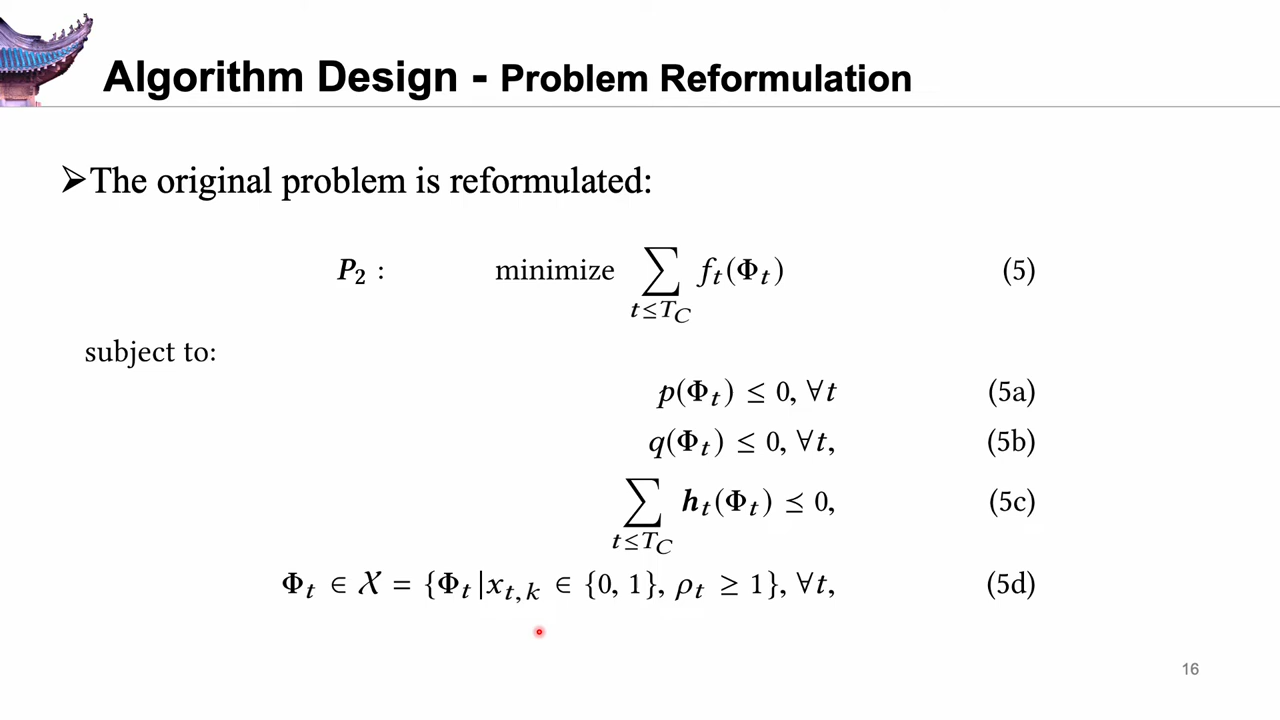 Algorithm Design - Problem Reformulation
➢The original problem is reformulated:
P₂ : minimize ∑_{t≤T_C} f_t(Φ_t) (5)
subject to:
p(Φ_t) ≤ 0, ∀t (5a)
q(Φ_t) ≤ 0, ∀t, (5b)
∑_{t≤T_C} h_t(Φ_t) ⪯ 0, (5c)
Φ_t ∈ X = {Φ_t|x_{t,k} ∈ {0, 1}, ρ_t ≥ 1}, ∀t, (5d)
16